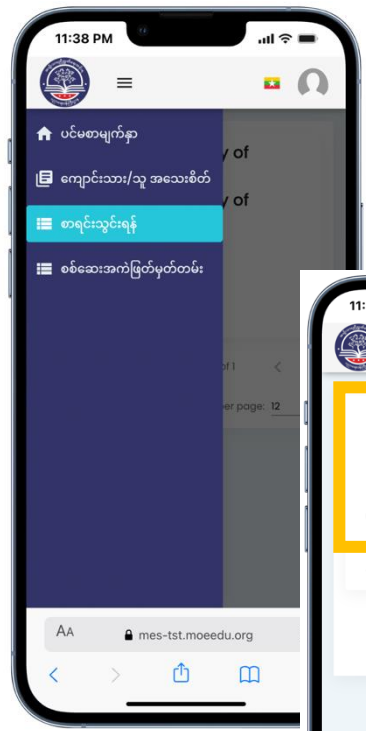 11:38 PM
ပင်မစာမျက်နှာ
y of
ကျောင်းသား/သူ အသေးစိတ်
y of
စာရင်းသွင်းရန်
စစ်ဆေးအကဲဖြတ်မှတ်တမ်း
of 1
er page: 12
AA mes-tst.moeedu.org
11: